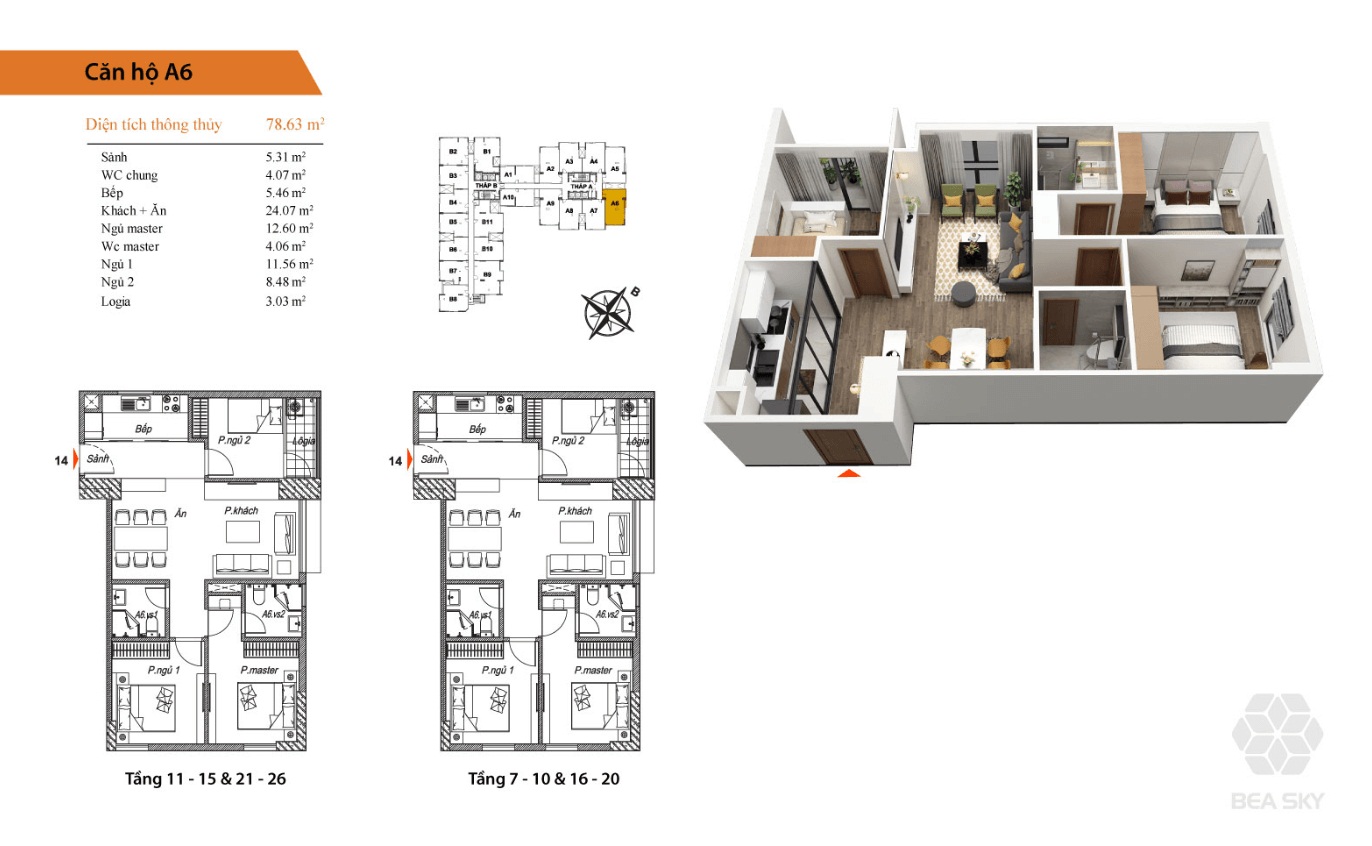 Căn hộ A6
Diện tích thông thủy 78.63 m²
Sảnh 5.31 m²
WC chung 4.07 m²
Bếp 5.46 m²
Khách + Ăn 24.07 m²
Ngủ master 12.60 m²
Wc master 4.06 m²
Ngủ 1 11.56 m²
Ngủ 2 8.48 m²
Logia 3.03 m²
B2 B1 A3 A4
B3 A1 A2 A5
THÁP B THÁP A
B4 A10 A9 A8 A7 A6
B5 B11
B6 B10
B7 B9
B8
B
Bếp
P.ngủ 2
Lôgia
14
Sảnh
Ăn
P.khách
A6.vs1
A6.vs2
P.ngủ 1
P.master
Tầng 11 - 15 & 21 - 26
Bếp
P.ngủ 2
Lôgia
14
Sảnh
Ăn
P.khách
A6.vs1
A6.vs2
P.ngủ 1
P.master
Tầng 7 - 10 & 16 - 20
BEA SKY